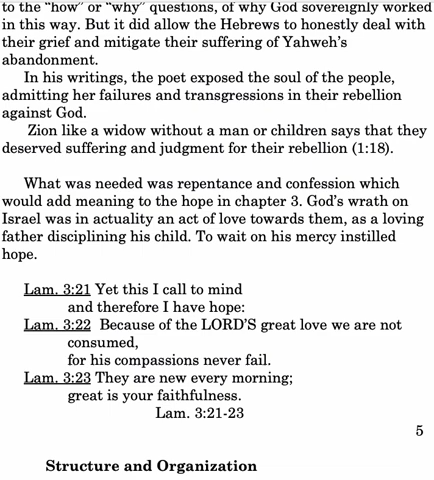 to the "how" or "why" questions, of why God sovereignly worked
in this way. But it did allow the Hebrews to honestly deal with
their grief and mitigate their suffering of Yahweh's
abandonment.
In his writings, the poet exposed the soul of the people,
admitting her failures and transgressions in their rebellion
against God.
Zion like a widow without a man or children says that they
deserved suffering and judgment for their rebellion (1:18).
What was needed was repentance and confession which
would add meaning to the hope in chapter 3. God's wrath on
Israel was in actuality an act of love towards them, as a loving
father disciplining his child. To wait on his mercy instilled
hope.
Lam. 3:21 Yet this I call to mind
and therefore I have hope:
Lam. 3:22 Because of the LORD'S great love we are not
consumed,
for his compassions never fail.
Lam. 3:23 They are new every morning;
great is your faithfulness.
Lam. 3:21-23
5
Structure and Organization